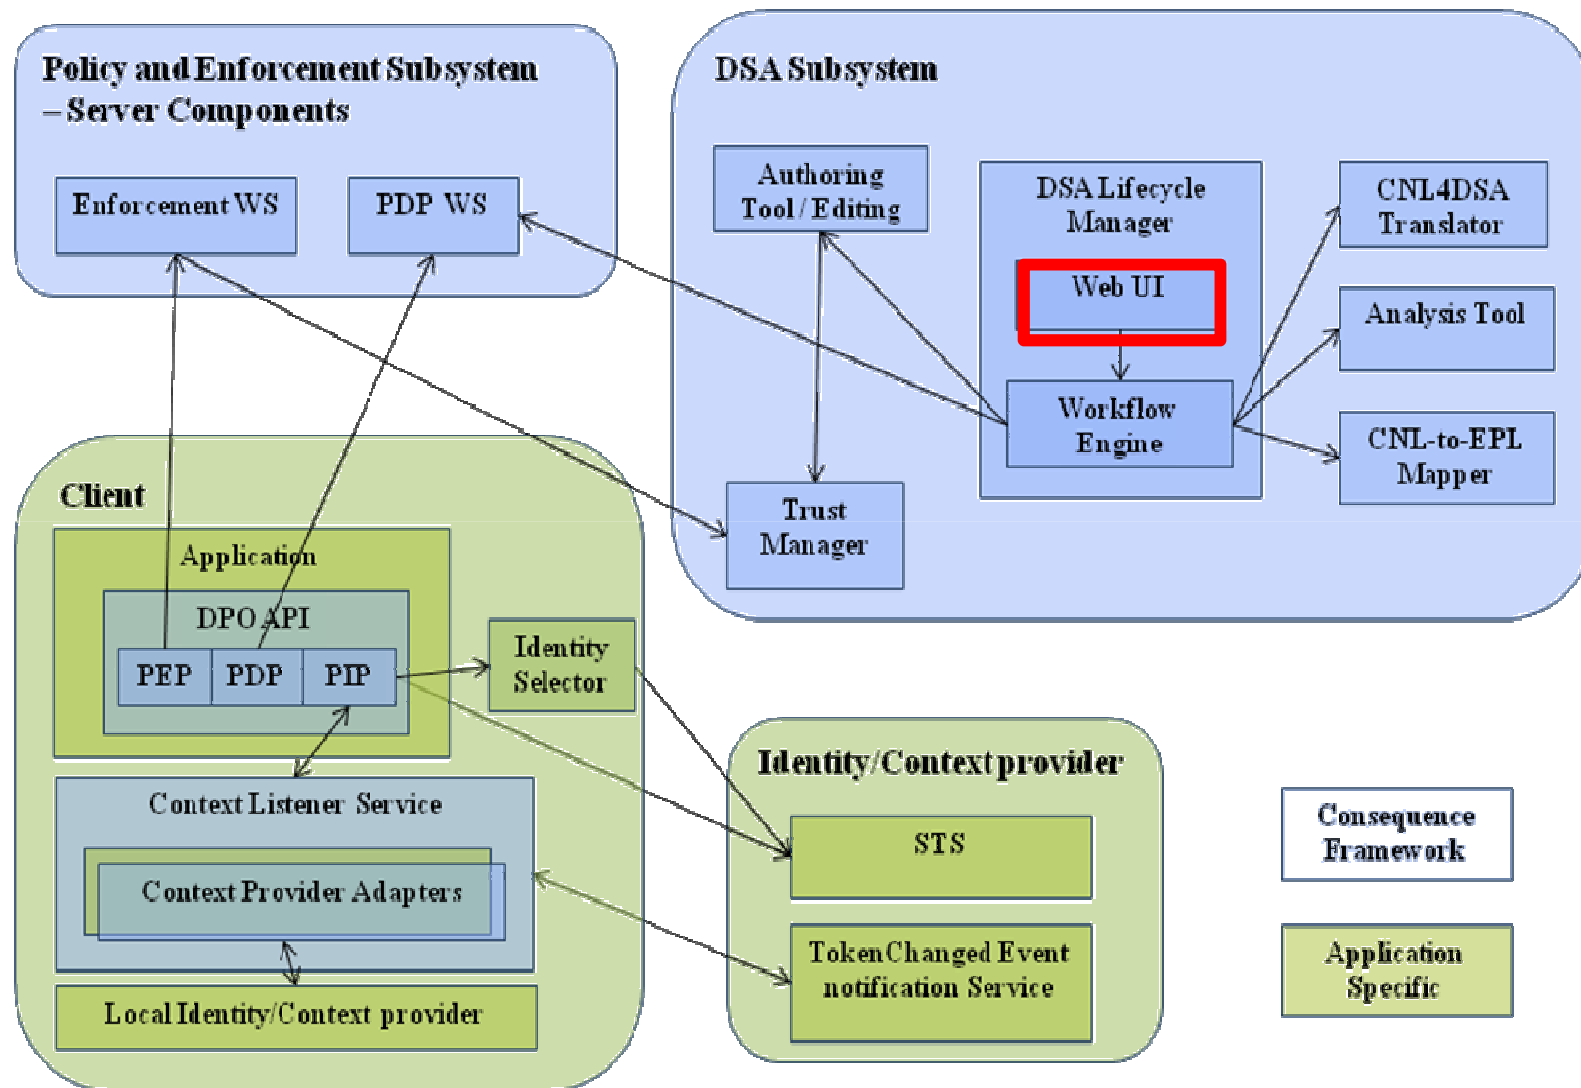 Policy and Enforcement Subsystem
– Server Components
Enforcement WS
PDP WS
DSA Subsystem
Authoring
Tool / Editing
DSA Lifecycle
Manager
Web UI
Workflow
Engine
CNL4DSA
Translator
Analysis Tool
CNL-to-EPL
Mapper
Trust
Manager
Client
Application
DPO API
PEP
PDP
PIP
Identity
Selector
Context Listener Service
Context Provider Adapters
Local Identity/Context provider
Identity/Context provider
STS
TokenChanged Event
notification Service
Consequence
Framework
Application
Specific